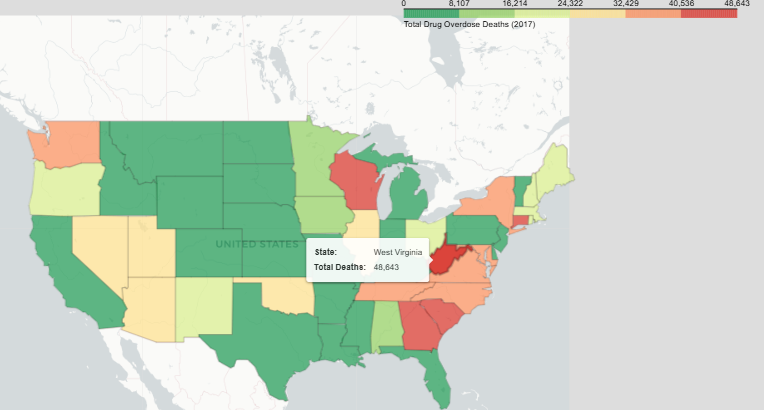 0 8,107 16,214 24,322 32,429 40,536 48,643
Total Drug Overdose Deaths (2017)
UNITED STATES
State: West Virginia
Total Deaths: 48,643